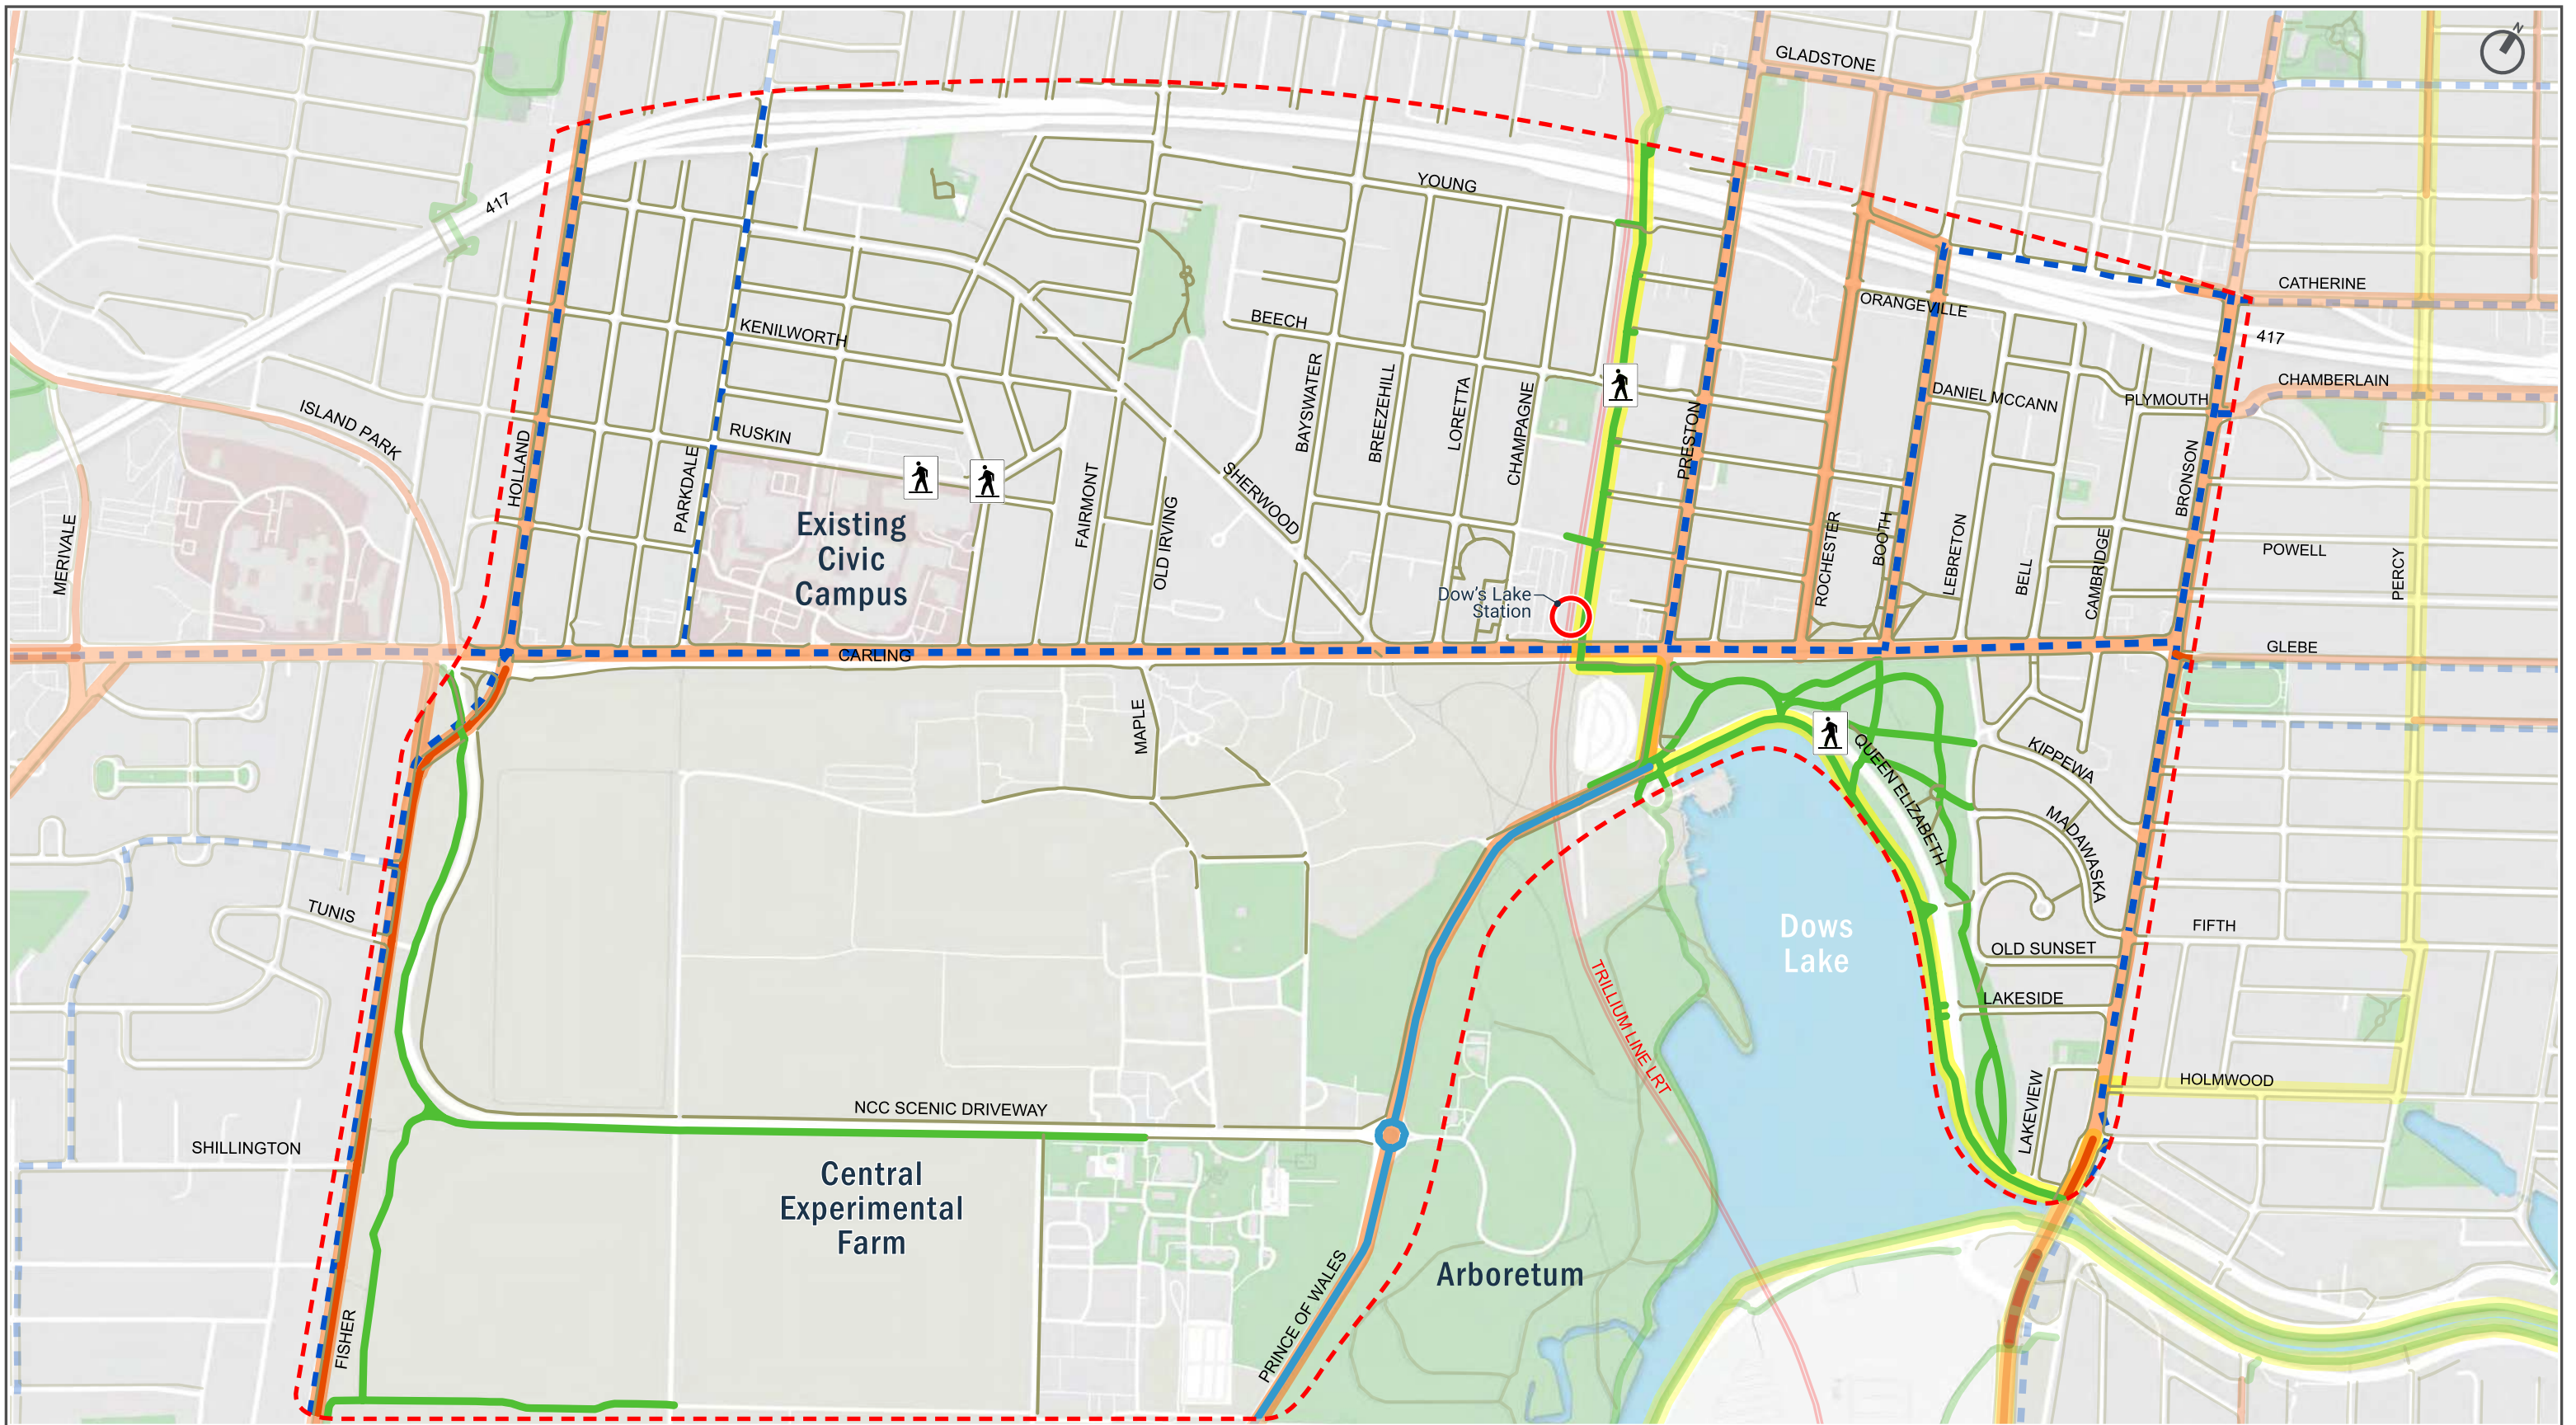 N
GLADSTONE
417
YOUNG
CATHERINE
ORANGEVILLE
417
BEECH
KENILWORTH
CHAMBERLAIN
DANIEL MCCANN
PLYMOUTH
ISLAND PARK
HOLLAND
RUSKIN
PARKDALE
BAYSWATER
BREEZEHILL
LORETTA
CHAMPAGNE
PRESTON
BRONSON
SHERWOOD
FAIRMONT
OLD IRVING
MERIVALE
Existing
Civic
Campus
ROCHESTER
BOOTH
LEBRETON
BELL
CAMBRIDGE
POWELL
PERCY
Dow's Lake
Station
CARLING
GLEBE
MAPLE
QUEEN ELIZABETH
KIPPEWA
MADAWASKA
TUNIS
Dows
Lake
FIFTH
OLD SUNSET
LAKESIDE
TRILLIUM LINE LRT
HOLMWOOD
LAKEVIEW
NCC SCENIC DRIVEWAY
SHILLINGTON
Central
Experimental
Farm
Arboretum
PRINCE OF WALES
FISHER